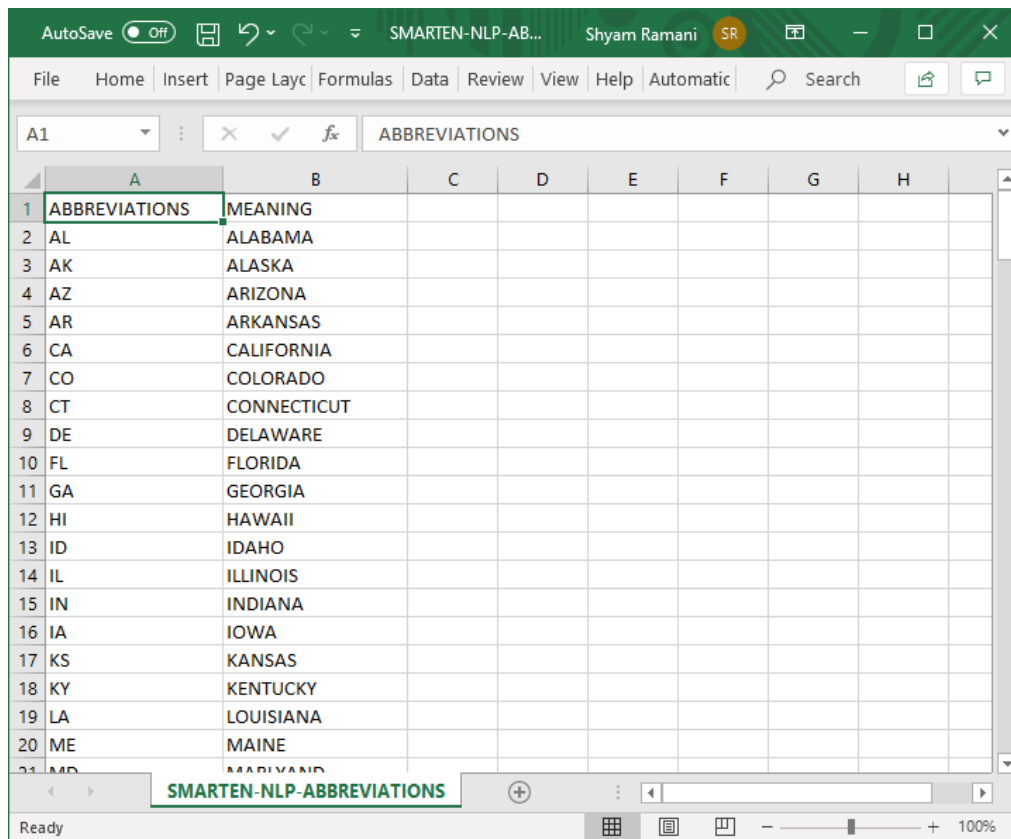 AutoSave Off SMARTEN-NLP-AB... Shyam Ramani SR
File Home Insert Page Layc Formulas Data Review View Help Automatic Search
A1 fx ABBREVIATIONS
A B C D E F G H
1 ABBREVIATIONS MEANING
2 AL ALABAMA
3 AK ALASKA
4 AZ ARIZONA
5 AR ARKANSAS
6 CA CALIFORNIA
7 CO COLORADO
8 CT CONNECTICUT
9 DE DELAWARE
10 FL FLORIDA
11 GA GEORGIA
12 HI HAWAII
13 ID IDAHO
14 IL ILLINOIS
15 IN INDIANA
16 IA IOWA
17 KS KANSAS
18 KY KENTUCKY
19 LA LOUISIANA
20 ME MAINE
21 MD
SMARTEN-NLP-ABBREVIATIONS
Ready 100%